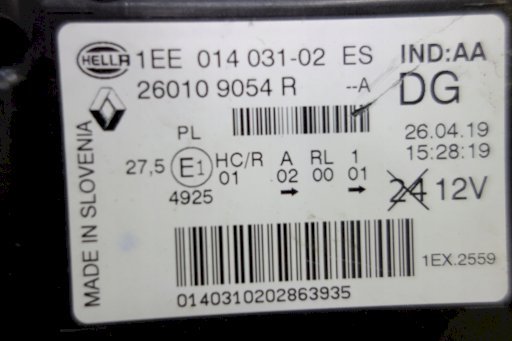 HELLA 1EE 014 031-02 ES IND:AA
26010 9054 R --A DG
PL 26.04.19
27,5 E1 HC/R A RL 1 15:28:19
01 02 00 01
4925 → → 24 12V
MADE IN SLOVENIA
1EX.2559
0140310202863935